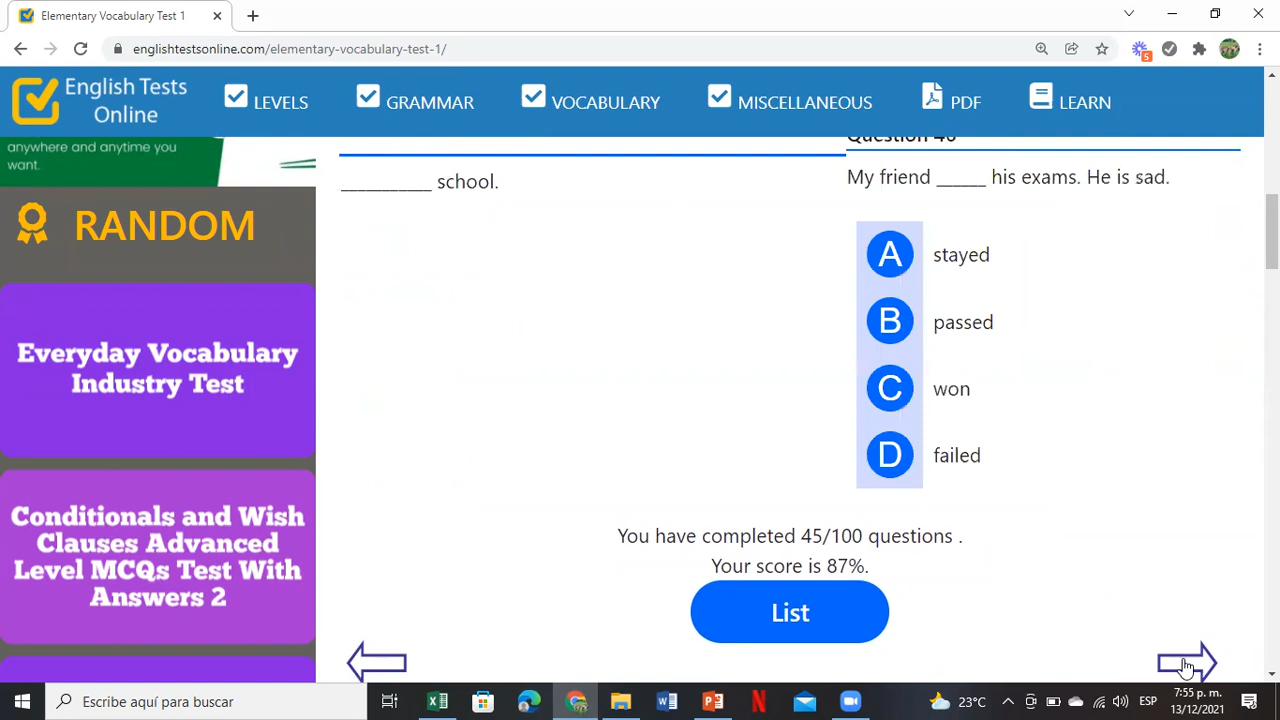 Elementary Vocabulary Test 1
englishtestsonline.com/elementary-vocabulary-test-1/
5
English Tests
Online
LEVELS
GRAMMAR
VOCABULARY
MISCELLANEOUS
PDF
LEARN
anywhere and anytime you
want.
RANDOM
Everyday Vocabulary
Industry Test
Conditionals and Wish
Clauses Advanced
Level MCQs Test With
Answers 2
___________ school.
My friend ______ his exams. He is sad.
A stayed
B passed
C won
D failed
You have completed 45/100 questions .
Your score is 87%.
List
Escribe aquí para buscar
23°C
ESP
7:55 p. m.
13/12/2021